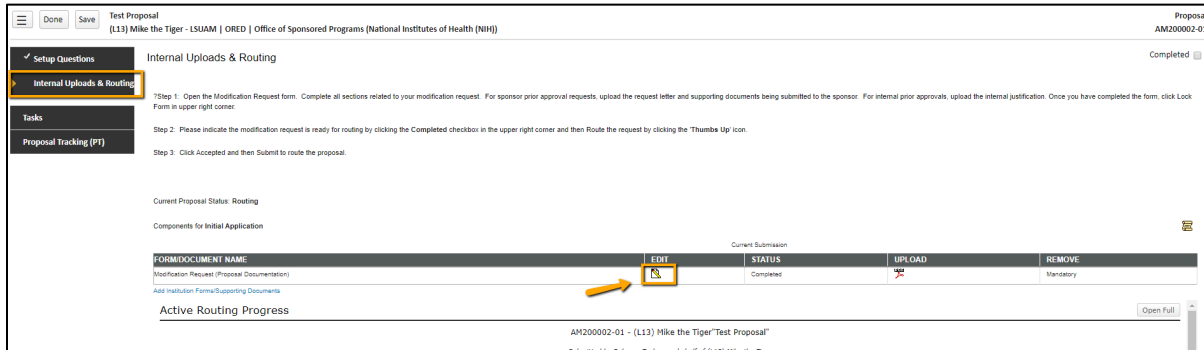 Done Save Test Proposal Proposa
(L13) Mike the Tiger - LSUAM | ORED | Office of Sponsored Programs (National Institutes of Health (NIH)) AM200002-01
Setup Questions
Internal Uploads & Routing
Tasks
Proposal Tracking (PT)
Internal Uploads & Routing Completed
?Step 1: Open the Modification Request form. Complete all sections related to your modification request. For sponsor prior approval requests, upload the request letter and supporting documents being submitted to the sponsor. For internal prior approvals, upload the internal justification. Once you have completed the form, click Lock
Form in upper right corner.
Step 2: Please indicate the modification request is ready for routing by clicking the Completed checkbox in the upper right corner and then Route the request by clicking the 'Thumbs Up' icon.
Step 3: Click Accepted and then Submit to route the proposal.
Current Proposal Status: Routing
Components for Initial Application
Current Submission
FORM/DOCUMENT NAME EDIT STATUS UPLOAD REMOVE
Modification Request (Proposal Documentation) Completed Mandatory
Add Institution Forms/Supporting Documents
Active Routing Progress Open Full
AM200002-01 - (L13) Mike the Tiger"Test Proposal"